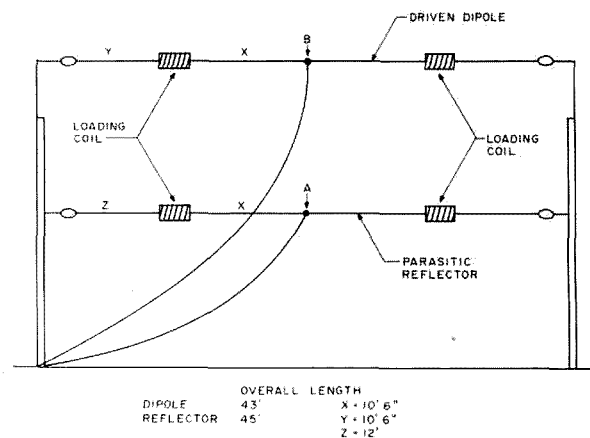 DRIVEN DIPOLE
B
Y
X
LOADING
COIL
LOADING
COIL
A
Z
X
PARASITIC
REFLECTOR
OVERALL LENGTH
DIPOLE 43' X = 10' 6"
REFLECTOR 45' Y = 10' 6"
Z = 12'